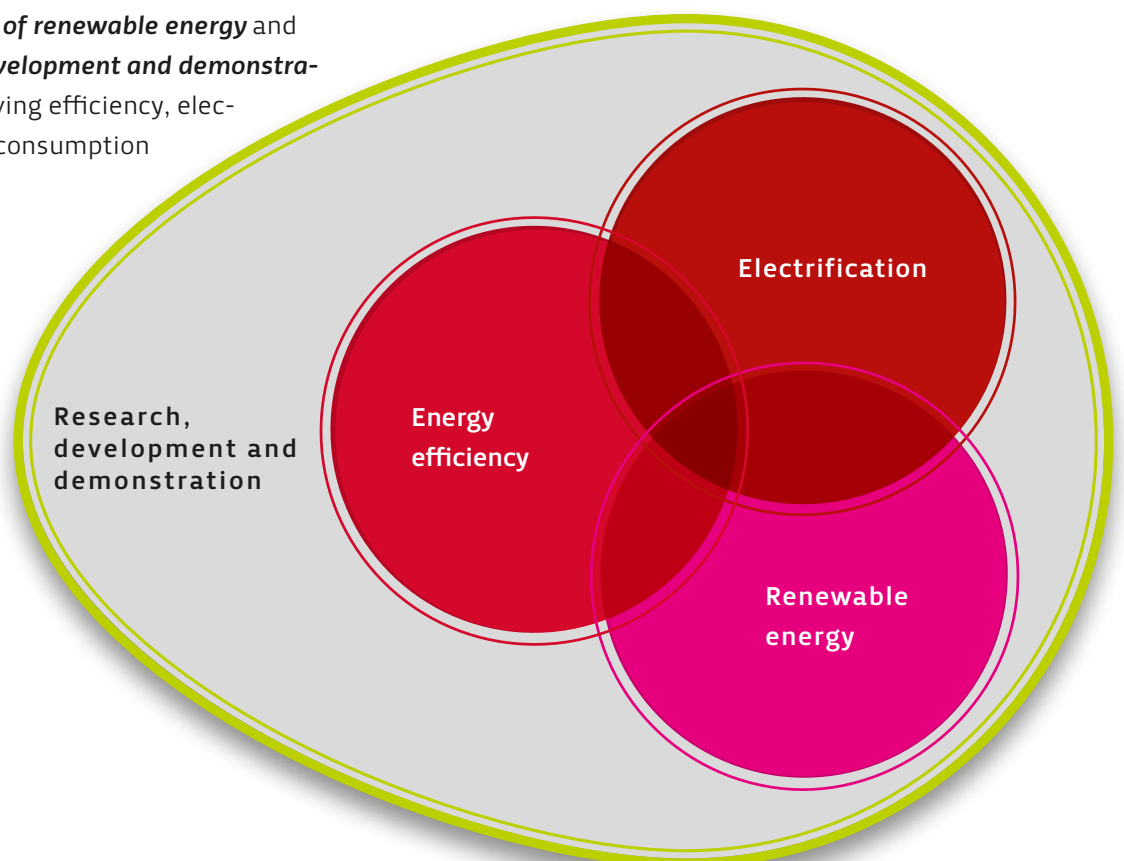 of renewable energy and
velopment and demonstra-
ving efficiency, elec-
consumption
Electrification
Energy
efficiency
Research,
development and
demonstration
Renewable
energy